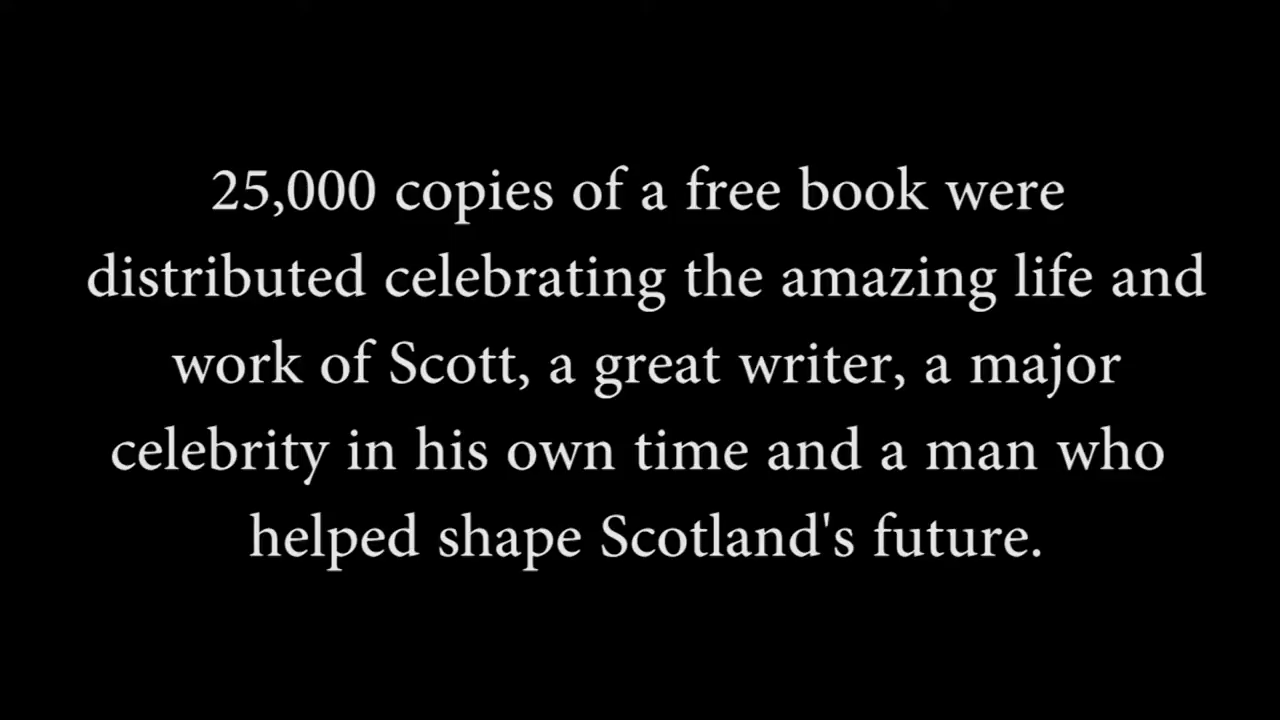 25,000 copies of a free book were
distributed celebrating the amazing life and
work of Scott, a great writer, a major
celebrity in his own time and a man who
helped shape Scotland's future.